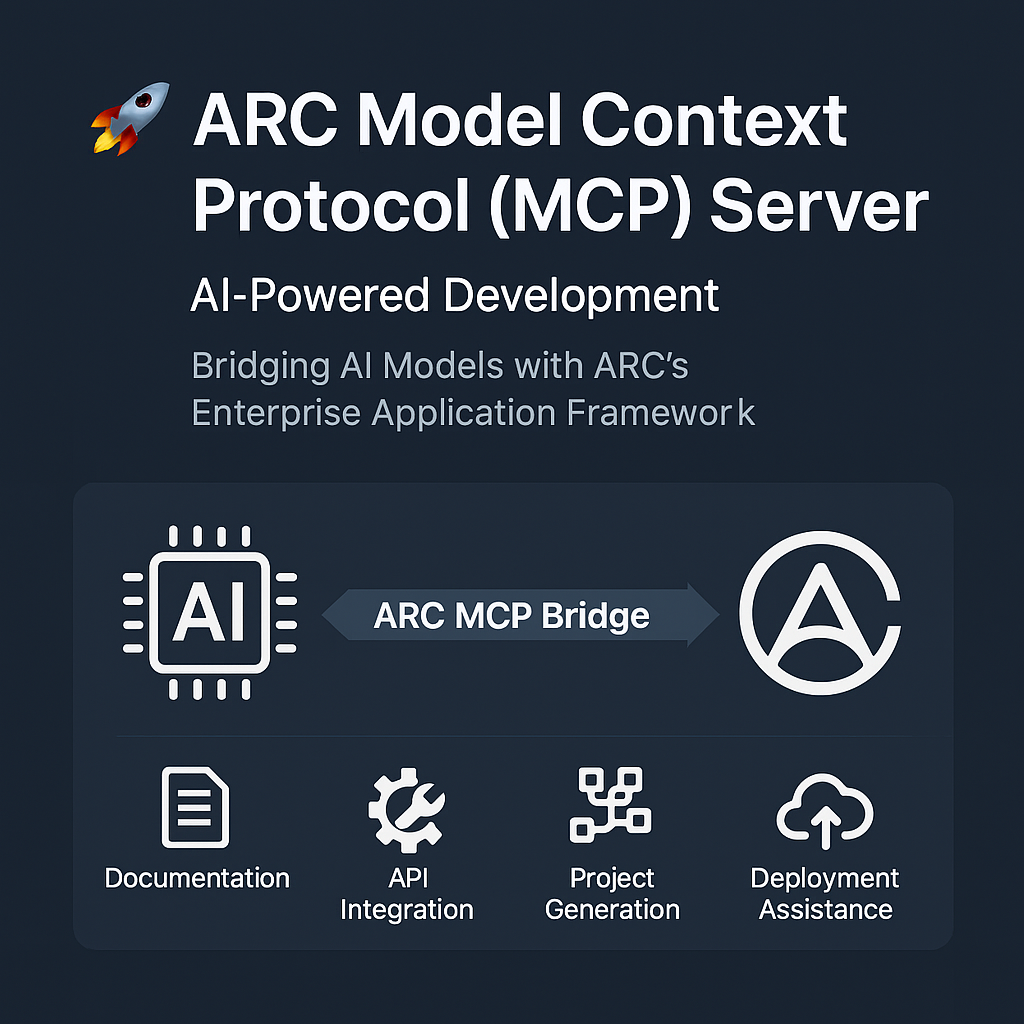 ARC Model Context
Protocol (MCP) Server
AI-Powered Development
Bridging AI Models with ARC's
Enterprise Application Framework
AI
ARC MCP Bridge
Documentation
API
Integration
Project
Generation
Deployment
Assistance